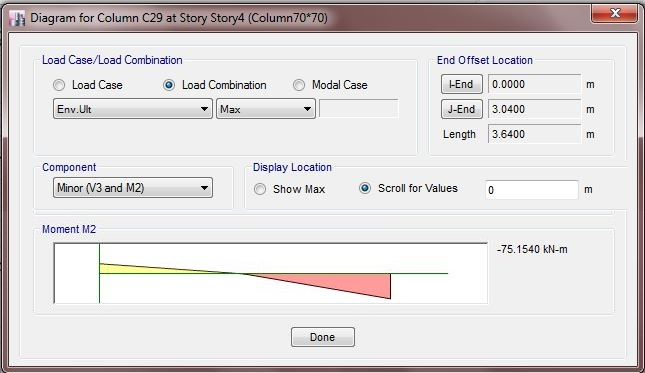 Diagram for Column C29 at Story Story4 (Column70*70)
Load Case/Load Combination
Load Case Load Combination Modal Case
Env.Ult Max
End Offset Location
I-End 0.0000 m
J-End 3.0400 m
Length 3.6400 m
Component
Minor (V3 and M2)
Display Location
Show Max Scroll for Values 0 m
Moment M2
-75.1540 kN-m
Done